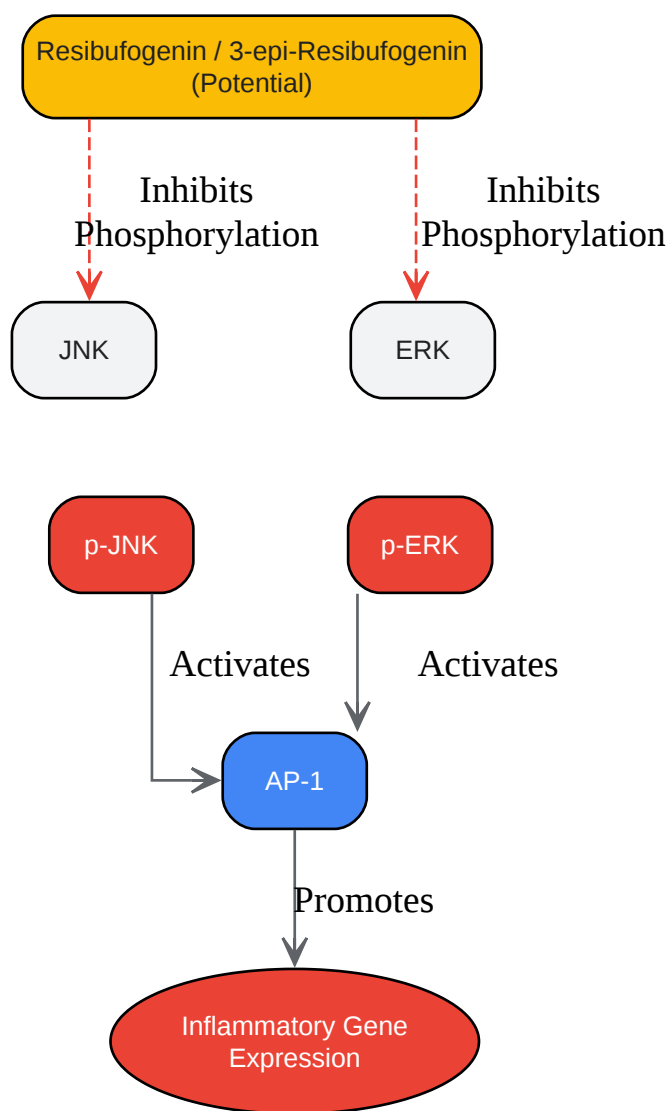 Resibufogenin / 3-epi-Resibufogenin
(Potential)
Inhibits
Phosphorylation
Inhibits
Phosphorylation
JNK
ERK
p-JNK
p-ERK
Activates
Activates
AP-1
Promotes
Inflammatory Gene
Expression